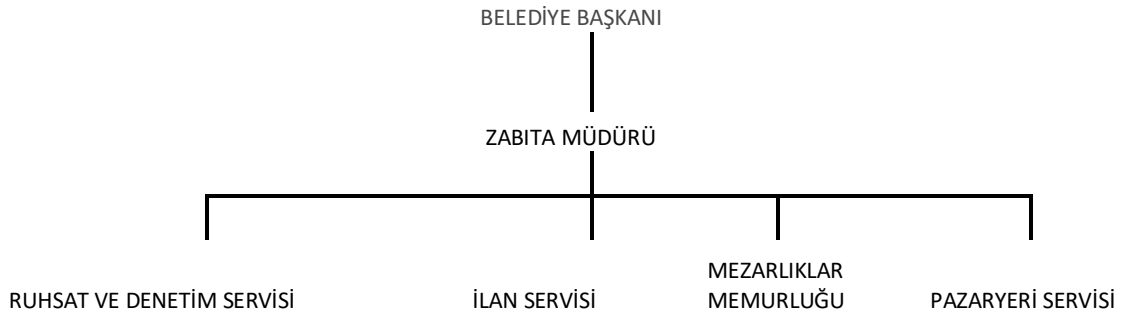 BELEDİYE BAŞKANI
ZABITA MÜDÜRÜ
RUHSAT VE DENETİM SERVİSİ
İLAN SERVİSİ
MEZARLIKLAR
MEMURLUĞU
PAZARYERİ SERVİSİ